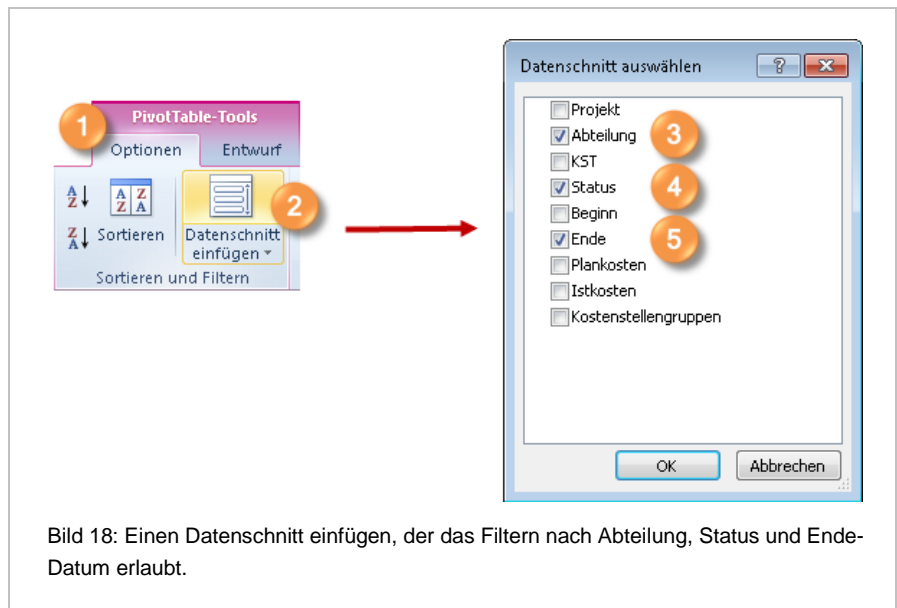 PivotTable-Tools
1
Optionen
Entwurf
A Z
Z A
A Z
Z A
Sortieren
Datenschnitt
einfügen
2
Sortieren und Filtern
Datenschnitt auswählen
?
Projekt
Abteilung
3
KST
Status
4
Beginn
Ende
5
Plankosten
Istkosten
Kostenstellengruppen
OK
Abbrechen
Bild 18: Einen Datenschnitt einfügen, der das Filtern nach Abteilung, Status und Ende-
Datum erlaubt.